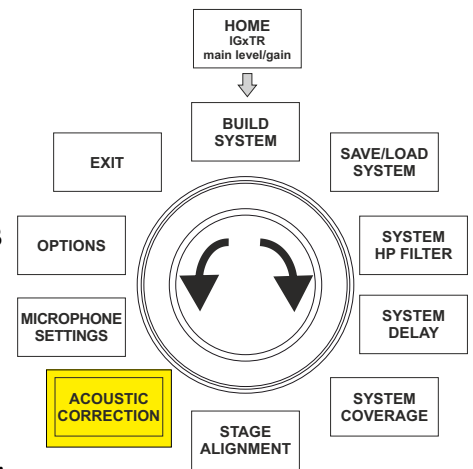 HOME
IGxTR
main level/gain
BUILD
SYSTEM
EXIT
SAVE/LOAD
SYSTEM
OPTIONS
SYSTEM
HP FILTER
MICROPHONE
SETTINGS
SYSTEM
DELAY
ACOUSTIC
CORRECTION
SYSTEM
COVERAGE
STAGE
ALIGNMENT